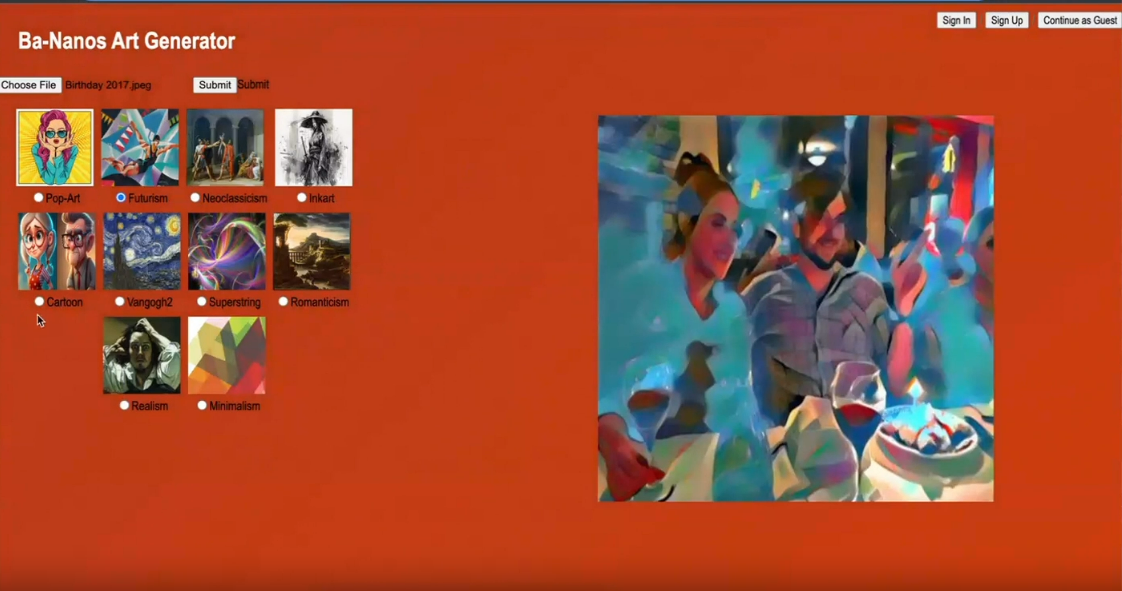 Sign In Sign Up Continue as Guest
Ba-Nanos Art Generator
Choose File Birthday 2017.jpeg Submit Submit
Pop-Art Futurism Neoclassicism Inkart
Cartoon Vangogh2 Superstring Romanticism
Realism Minimalism